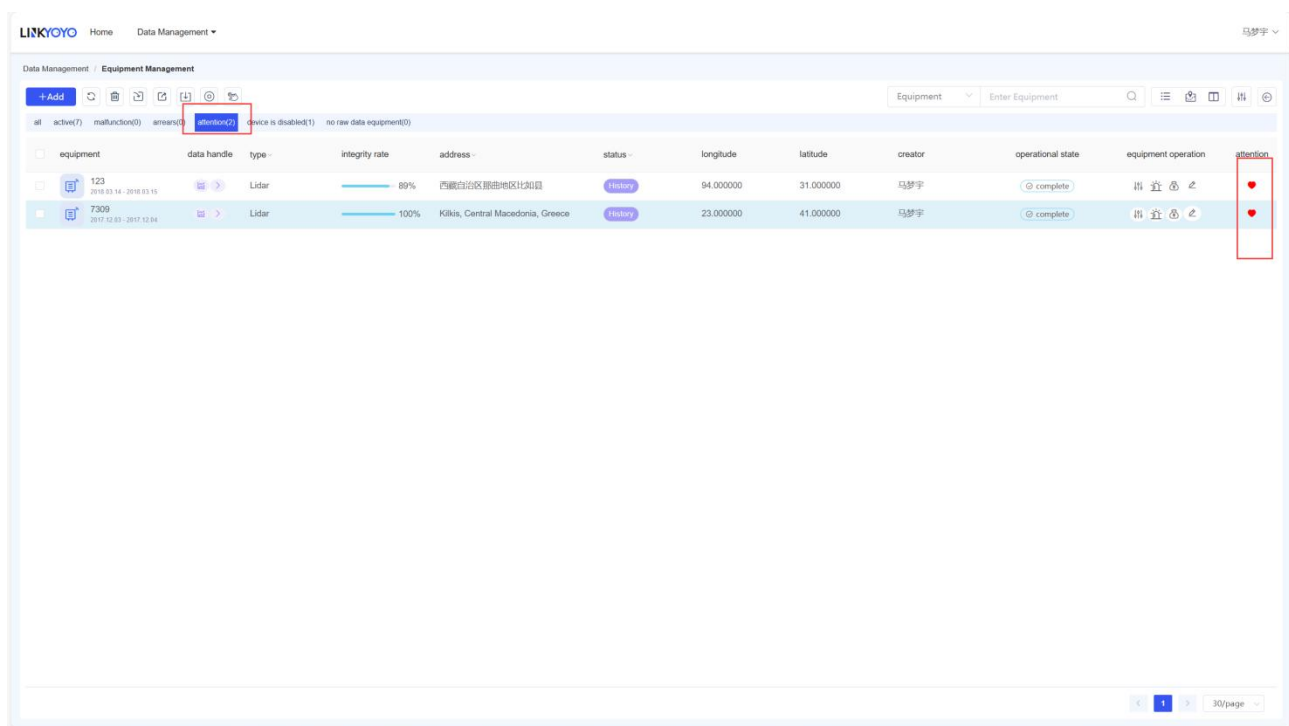 LINKYOYO Home Data Management 马梦宇
Data Management / Equipment Management
+Add Equipment Enter Equipment
all active(7) malfunction(0) arrears(0) attention(2) device is disabled(1) no raw data equipment(0)
equipment data handle type integrity rate address status longitude latitude creator operational state equipment operation attention
123 Lidar 89% 西藏自治区那曲地区比如县 History 94.000000 31.000000 马梦宇 complete
2018.03.14 - 2018.03.15
7309 Lidar 100% Kilkis, Central Macedonia, Greece History 23.000000 41.000000 马梦宇 complete
2017.12.03 - 2017.12.04
1 30/page